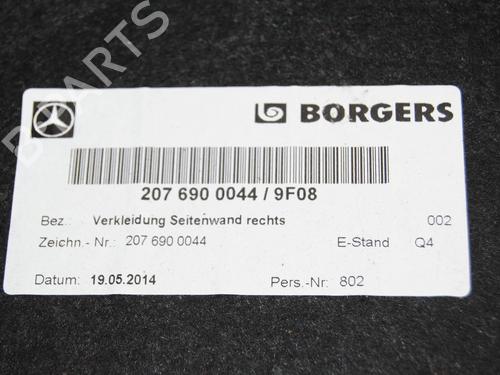 B-PARTS
BORGERS
207 690 0044 / 9F08
Bez.: Verkleidung Seitenwand rechts 002
Zeichn.- Nr.: 207 690 0044 E-Stand Q4
Datum: 19.05.2014 Pers.-Nr: 802